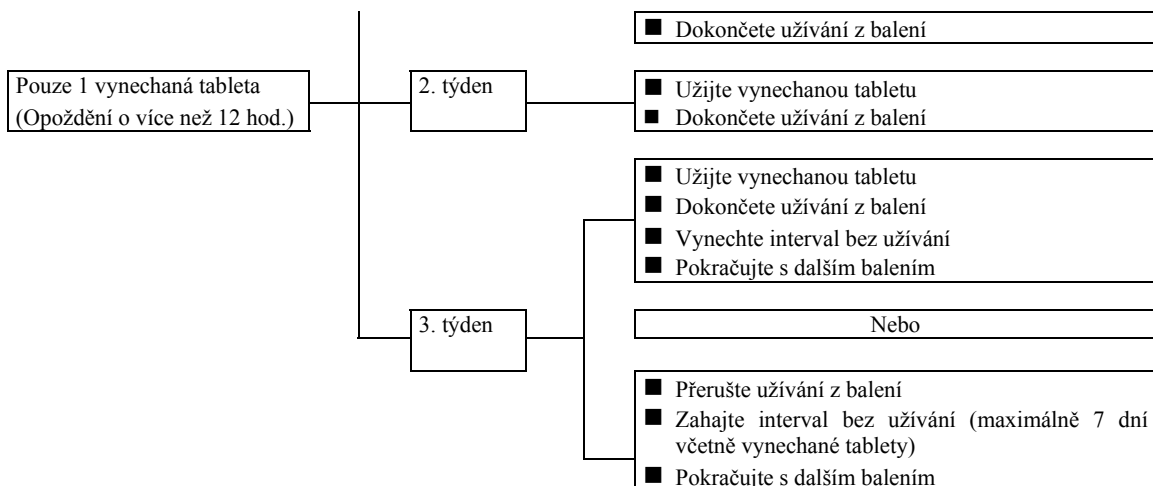 ■ Dokončete užívání z balení
Pouze 1 vynechaná tableta
(Opoždění o více než 12 hod.)
2. týden
■ Užijte vynechanou tabletu
■ Dokončete užívání z balení
■ Užijte vynechanou tabletu
■ Dokončete užívání z balení
■ Vynechte interval bez užívání
■ Pokračujte s dalším balením
3. týden
Nebo
■ Přerušte užívání z balení
■ Zahajte interval bez užívání (maximálně 7 dní
včetně vynechané tablety)
■ Pokračujte s dalším balením